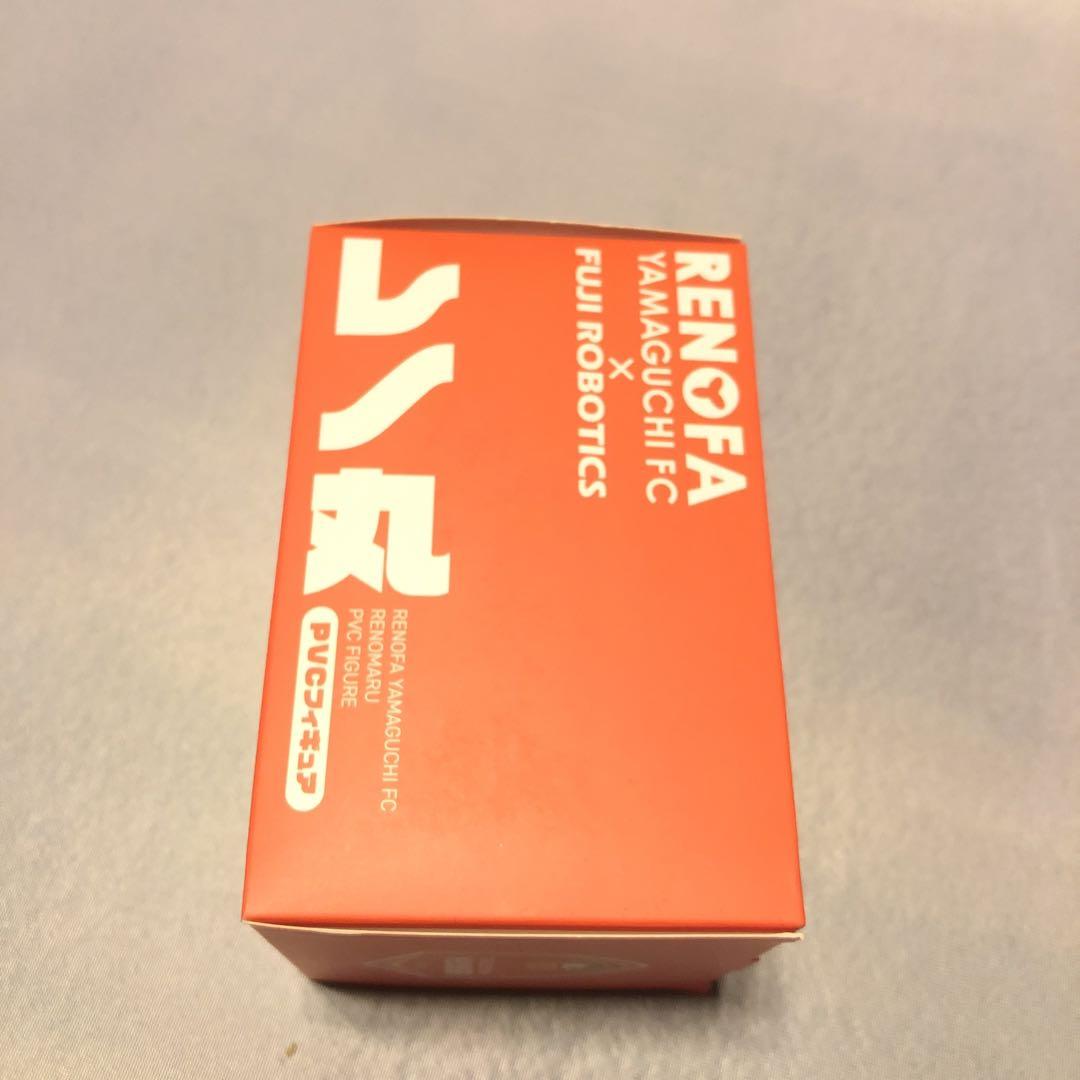 RENOFA
YAMAGUCHI FC
×
FUJI ROBOTICS
レノ丸
RENOFA YAMAGUCHI FC
RENOMARU
PVC FIGURE
PVCフィギュア